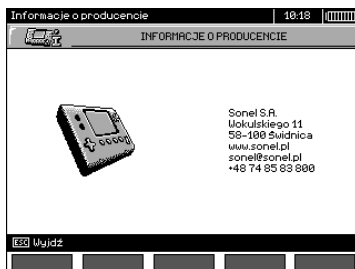 Informacje o producencie 10:18
INFORMACJE O PRODUCENCIE
Sonel S.A.
Wokulskiego 11
58-100 Świdnica
www.sonel.pl
sonel@sonel.pl
+48 74 85 83 800
ESC Wyjdź